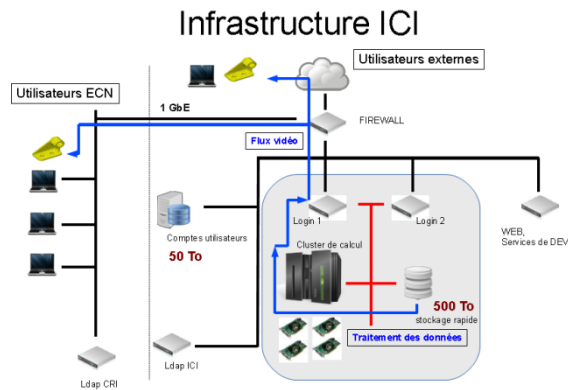 Infrastructure ICI
Utilisateurs externes
Utilisateurs ECN
1 GbE
FIREWALL
Flux vidéo
Login 1
Login 2
WEB,
Services de DEV
Comptes utilisateurs
50 To
Cluster de calcul
500 To
stockage rapide
Traitement des données
Ldap ICI
Ldap CRI